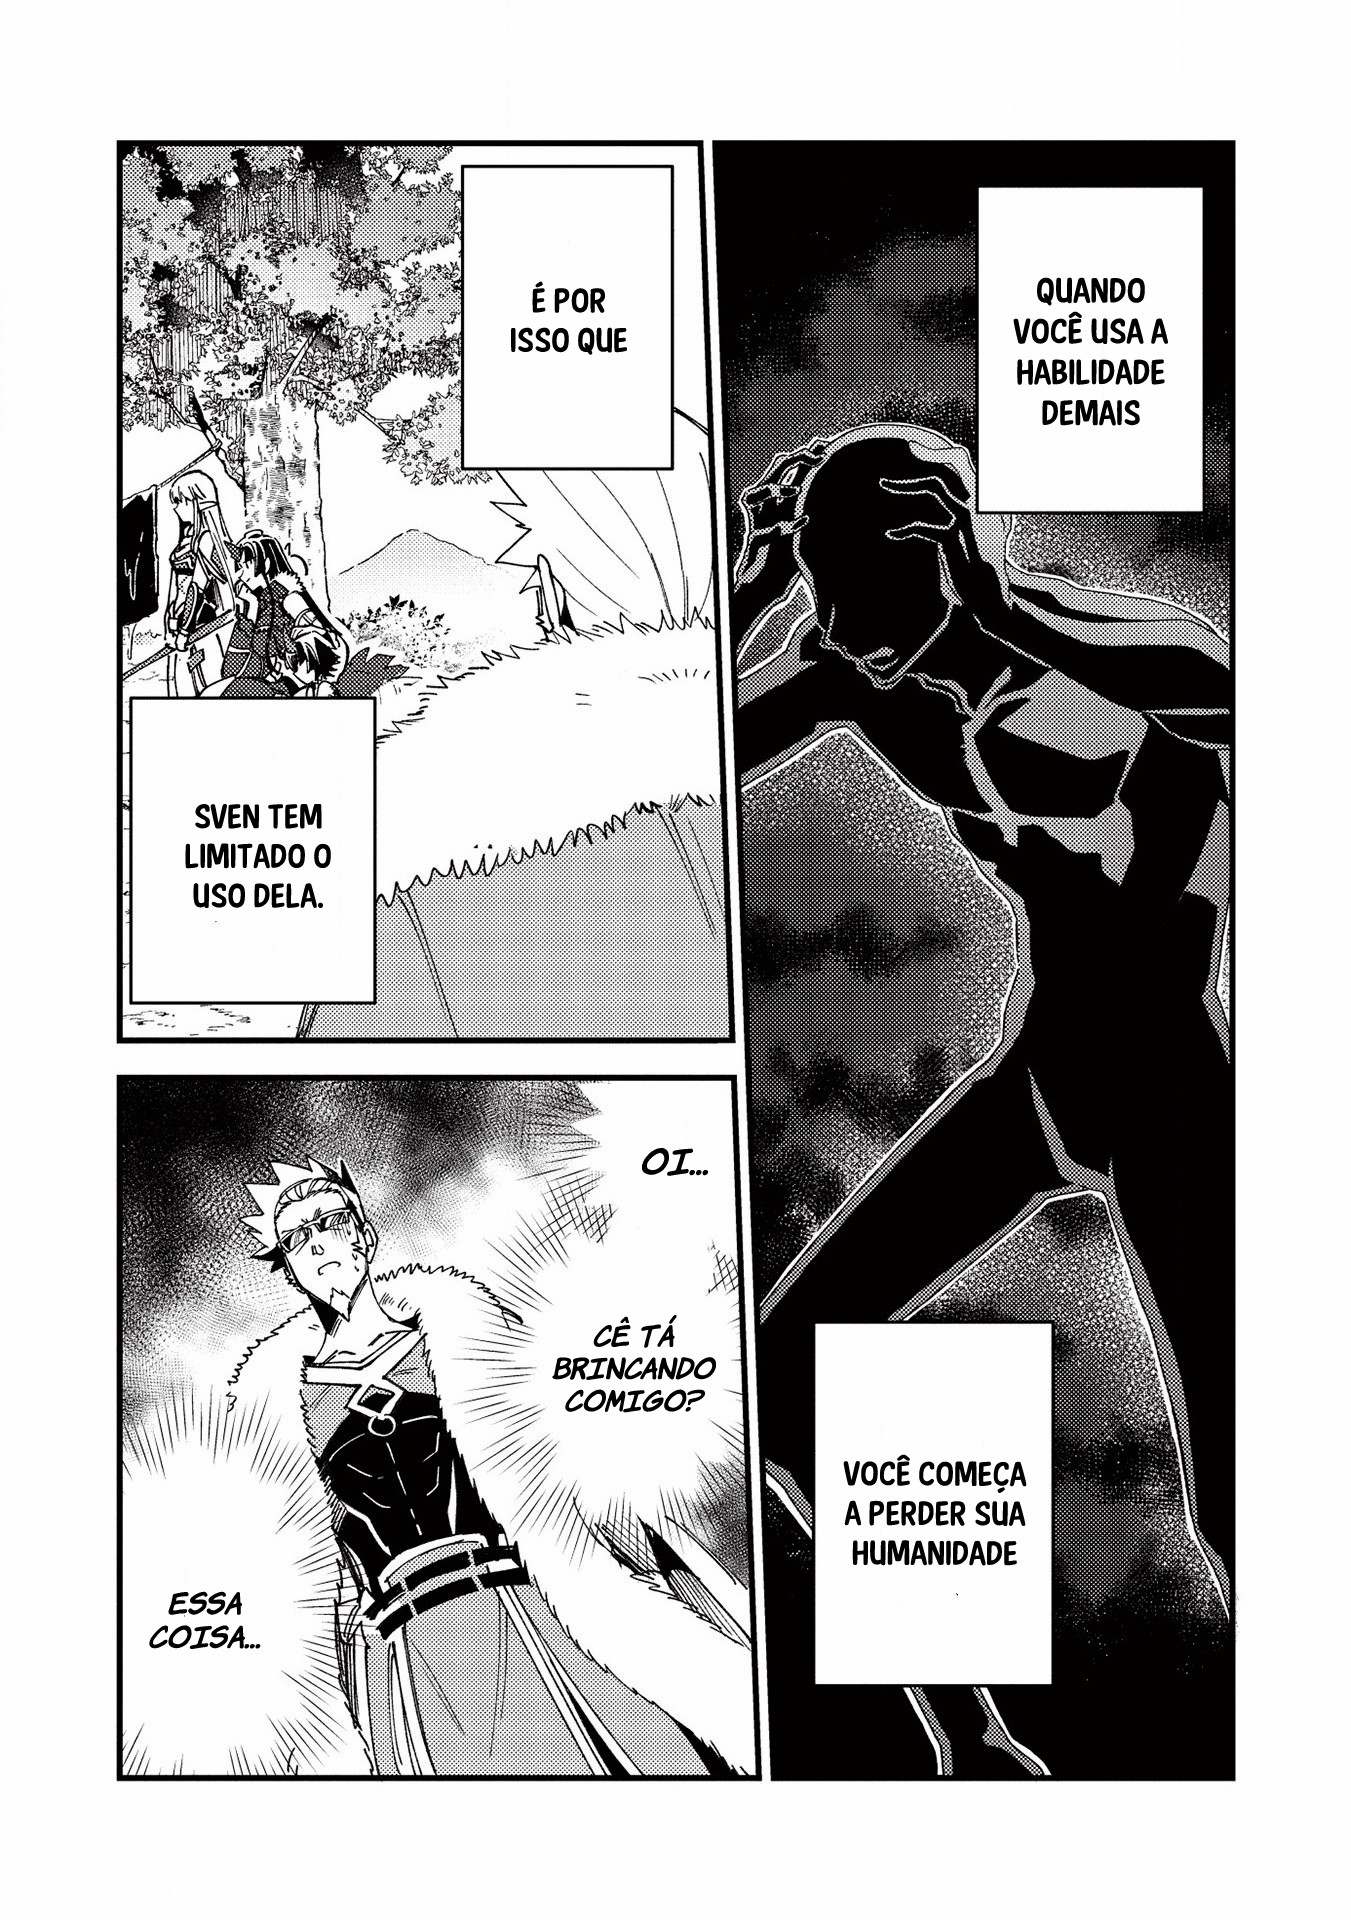 QUANDO
VOCÊ USA A
HABILIDADE
DEMAIS
VOCÊ COMEÇA
A PERDER SUA
HUMANIDADE
É POR
ISSO QUE
SVEN TEM
LIMITADO O
USO DELA.
OI...
CÊ TÁ
BRINCANDO
COMIGO?
ESSA
COISA...